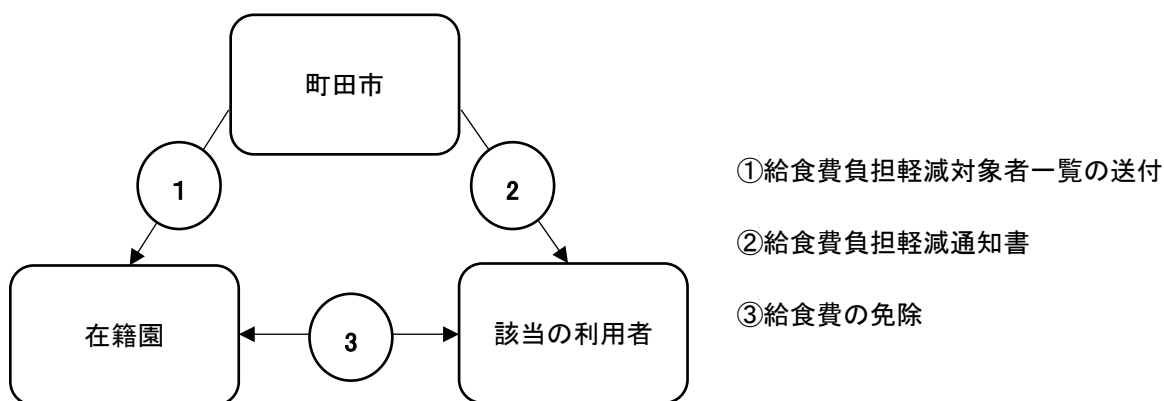 町田市
1
2
在籍園
3
該当の利用者
①給食費負担軽減対象者一覧の送付
②給食費負担軽減通知書
③給食費の免除